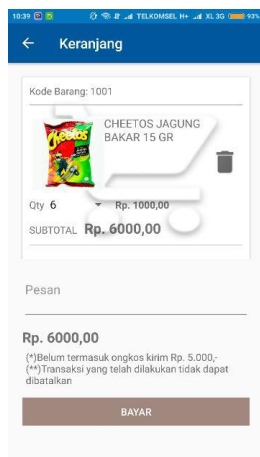 10:39 TELKOMSEL H+ XL 3G 93%
Keranjang
Kode Barang: 1001
Cheetos
CHEETOS JAGUNG
BAKAR 15 GR
Qty 6 Rp. 1000,00
SUBTOTAL Rp. 6000,00
Pesan
Rp. 6000,00
(*)Belum termasuk ongkos kirim Rp. 5.000,-
(**)Transaksi yang telah dilakukan tidak dapat
dibatalkan
BAYAR